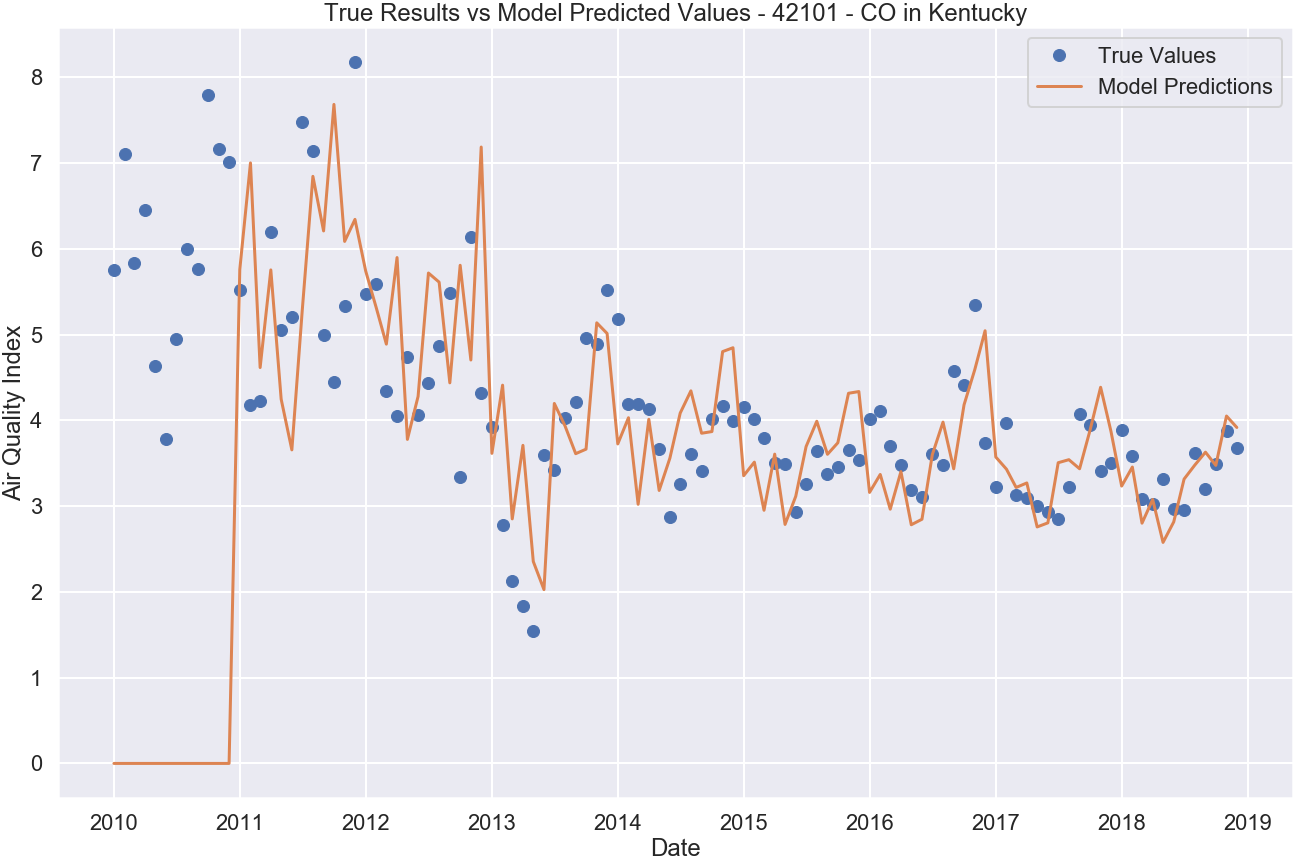 True Results vs Model Predicted Values - 42101 - CO in Kentucky
True Values
Model Predictions
Air Quality Index
8
7
6
5
4
3
2
1
0
2010 2011 2012 2013 2014 2015 2016 2017 2018 2019
Date